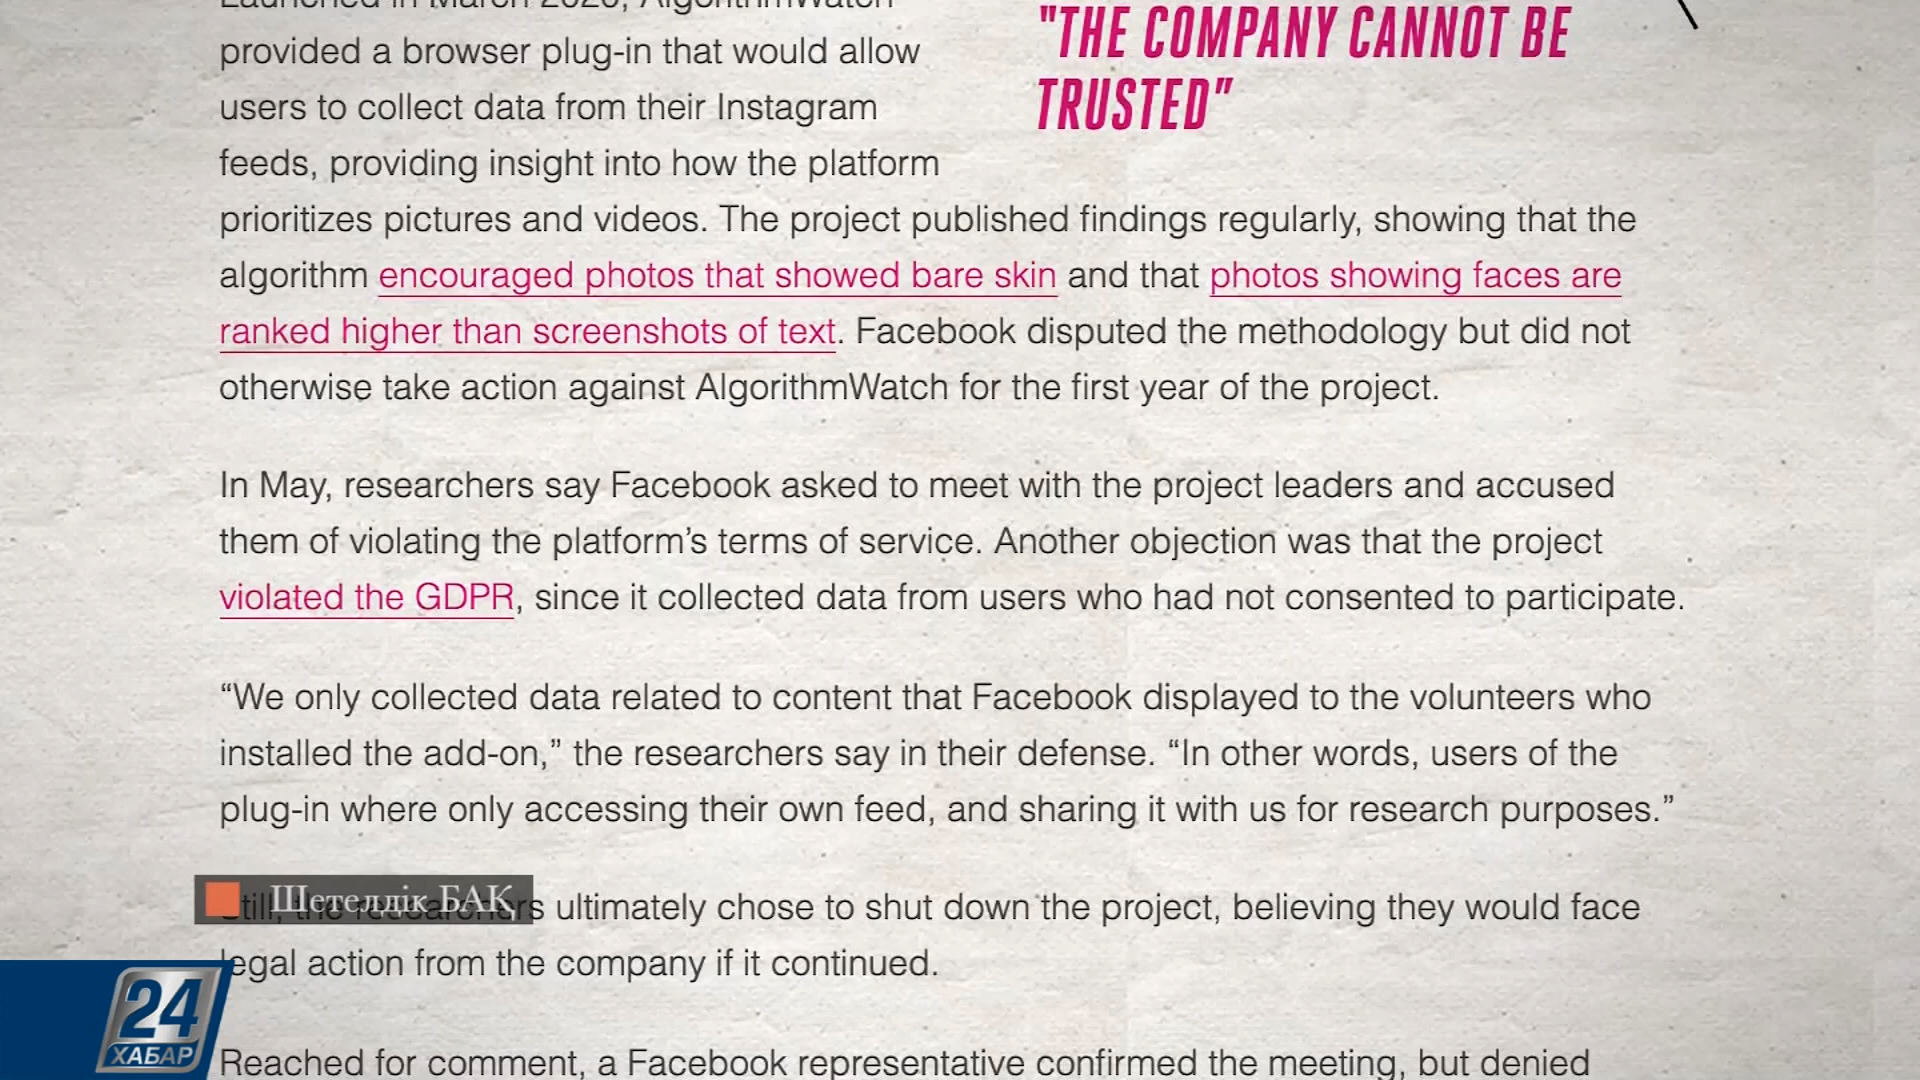 Launched in March 2020, AlgorithmWatch
provided a browser plug-in that would allow
users to collect data from their Instagram
feeds, providing insight into how the platform
"THE COMPANY CANNOT BE
TRUSTED"
prioritizes pictures and videos. The project published findings regularly, showing that the
algorithm encouraged photos that showed bare skin and that photos showing faces are
ranked higher than screenshots of text. Facebook disputed the methodology but did not
otherwise take action against AlgorithmWatch for the first year of the project.
In May, researchers say Facebook asked to meet with the project leaders and accused
them of violating the platform’s terms of service. Another objection was that the project
violated the GDPR, since it collected data from users who had not consented to participate.
“We only collected data related to content that Facebook displayed to the volunteers who
installed the add-on,” the researchers say in their defense. “In other words, users of the
plug-in where only accessing their own feed, and sharing it with us for research purposes.”
Still, the researchers ultimately chose to shut down the project, believing they would face
Шетелдік БАҚ
legal action from the company if it continued.
24
ХАБАР
Reached for comment, a Facebook representative confirmed the meeting, but denied